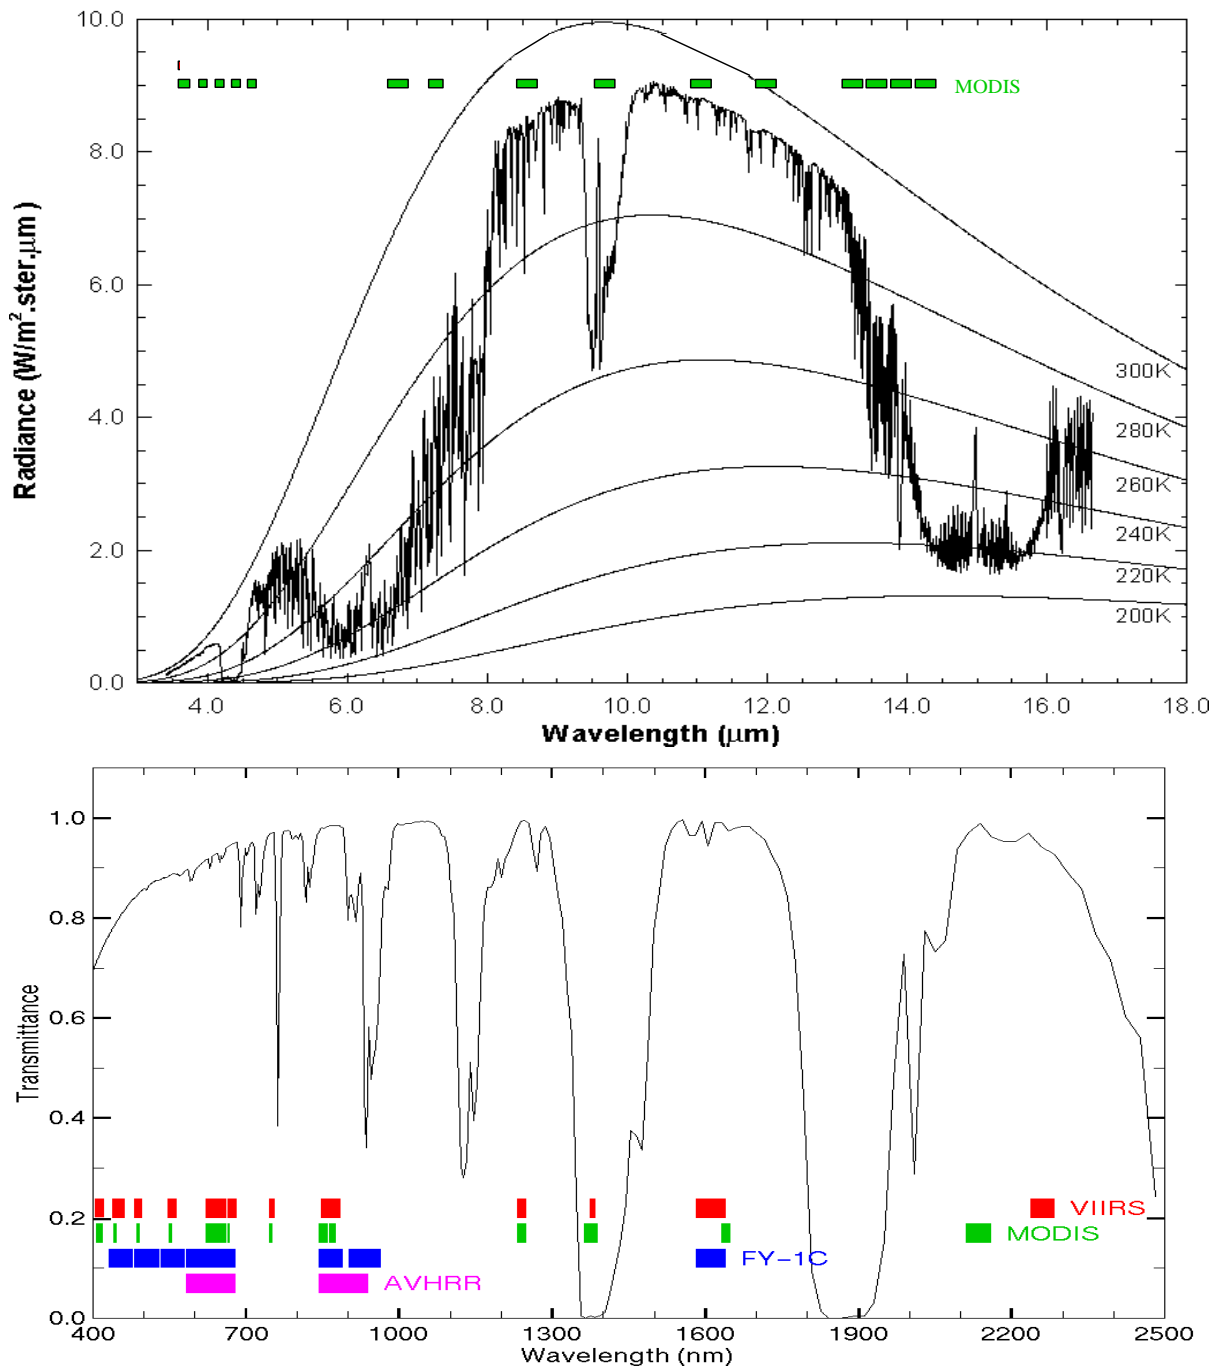 10.0
MODIS
8.0
6.0
4.0
2.0
0.0
Radiance (W/m².ster.μm )
300K
280K
260K
240K
220K
200K
4.0 6.0 8.0 10.0 12.0 14.0 16.0 18.0
Wavelength (μm)
1.0
0.8
0.6
0.4
0.2
0.0
Transmittance
VIIRS
MODIS
FY-1C
AVHRR
400 700 1000 1300 1600 1900 2200 2500
Wavelength (nm)